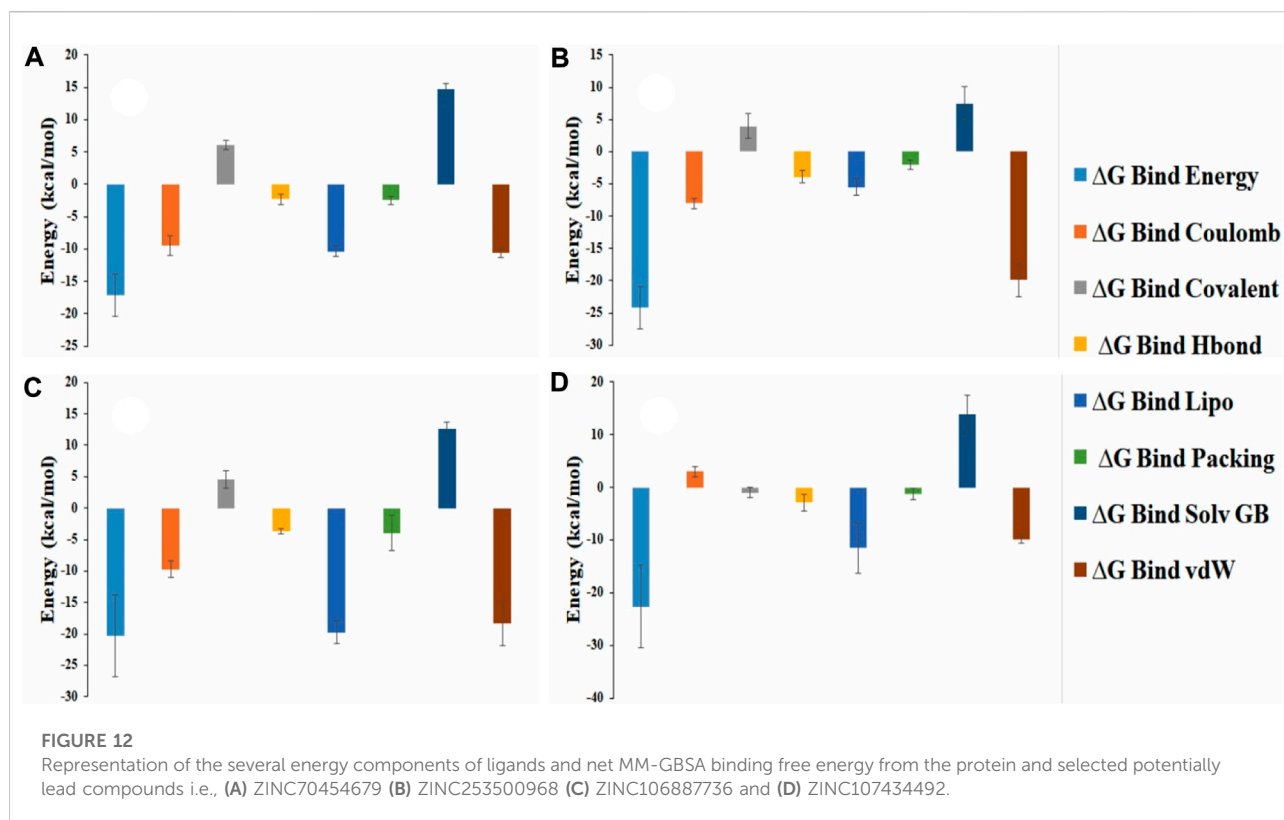 A
Energy (kcal/mol)
20
15
10
5
0
-5
-10
-15
-20
-25
B
Energy (kcal/mol)
15
10
5
0
-5
-10
-15
-20
-25
-30
C
Energy (kcal/mol)
20
15
10
5
0
-5
-10
-15
-20
-25
-30
D
Energy (kcal/mol)
20
10
0
-10
-20
-30
-40
ΔG Bind Energy
ΔG Bind Coulomb
ΔG Bind Covalent
ΔG Bind Hbond
ΔG Bind Lipo
ΔG Bind Packing
ΔG Bind Solv GB
ΔG Bind vdW
FIGURE 12
Representation of the several energy components of ligands and net MM-GBSA binding free energy from the protein and selected potentially
lead compounds i.e., (A) ZINC70454679 (B) ZINC253500968 (C) ZINC106887736 and (D) ZINC107434492.